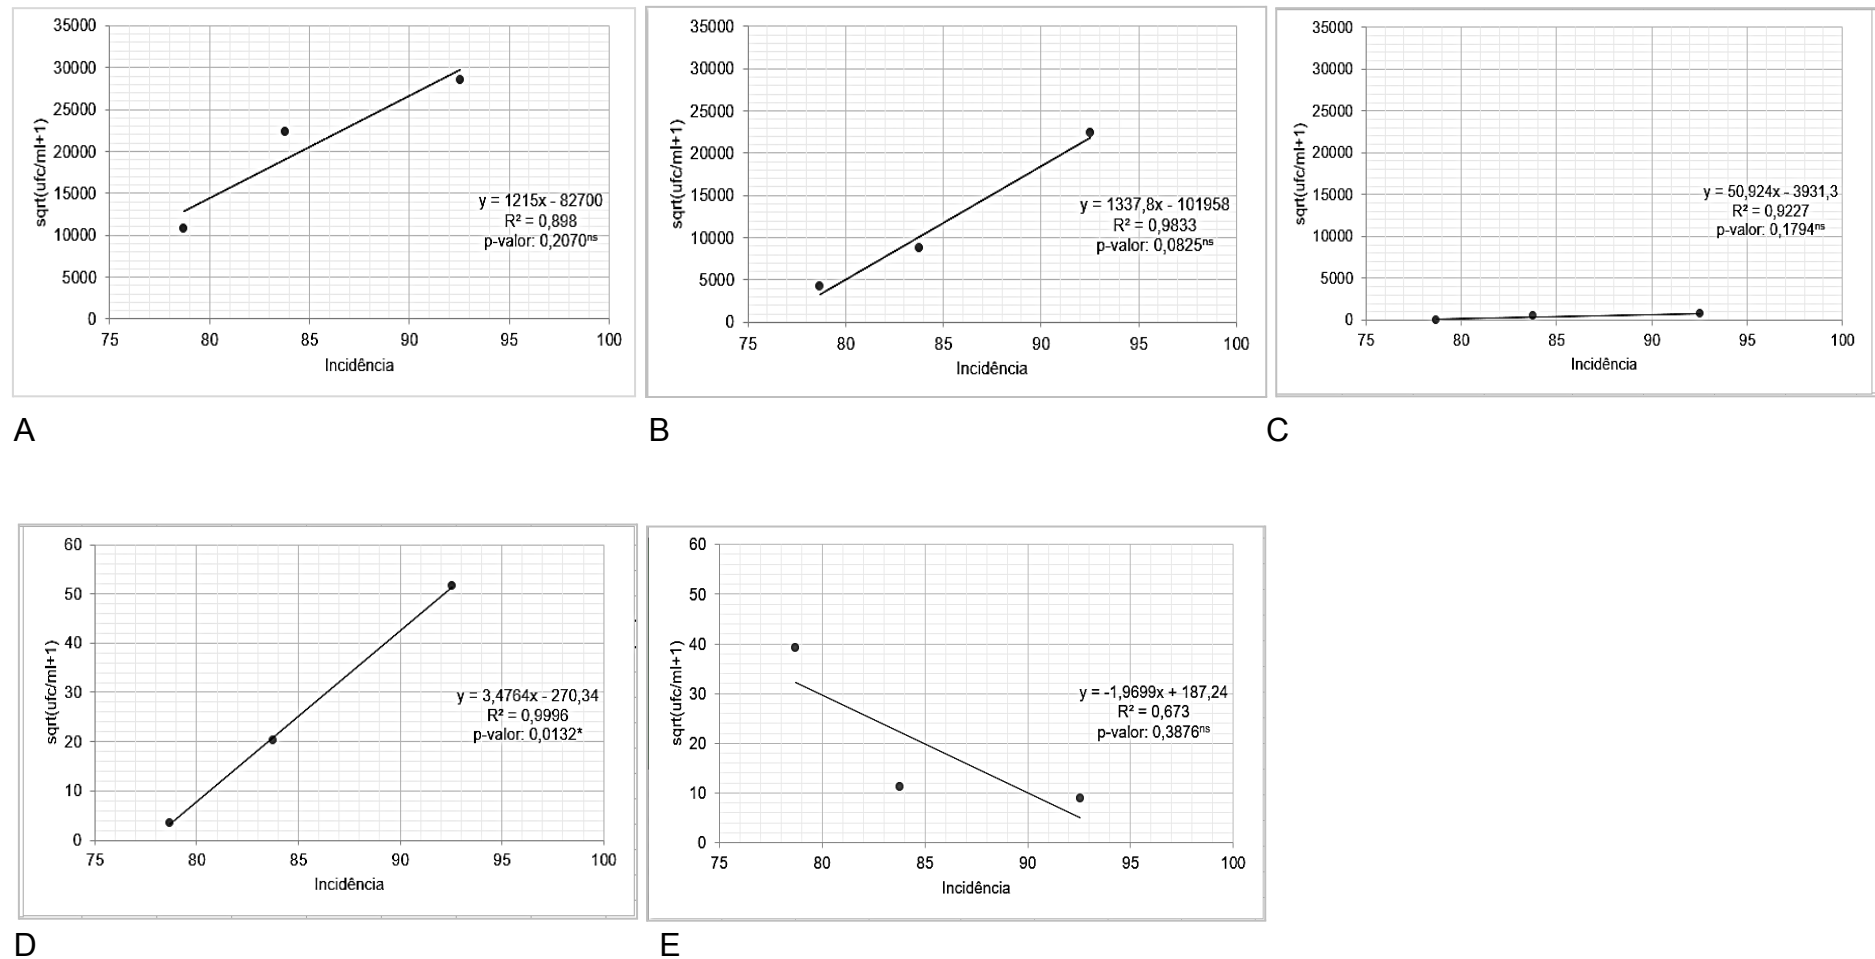 35000
30000
25000
20000
15000
10000
5000
0
75 80 85 90 95 100
sqrt(ufc/ml+1)
Incidência
y = 1215x - 82700
R² = 0,898
p-valor: 0,2070ns
A
35000
30000
25000
20000
15000
10000
5000
0
75 80 85 90 95 100
sqrt(ufc/ml+1)
Incidência
y = 1337,8x - 101958
R² = 0,9833
p-valor: 0,0825ns
B
35000
30000
25000
20000
15000
10000
5000
0
75 80 85 90 95 100
sqrt(ufc/ml+1)
Incidência
y = 50,924x - 3931,3
R² = 0,9227
p-valor: 0,1794ns
C
60
50
40
30
20
10
0
75 80 85 90 95 100
sqrt(ufc/ml+1)
Incidência
y = 3,4764x - 270,34
R² = 0,9996
p-valor: 0,0132*
D
60
50
40
30
20
10
0
75 80 85 90 95 100
sqrt(ufc/ml+1)
Incidência
y = -1,9699x + 187,24
R² = 0,673
p-valor: 0,3876ns
E